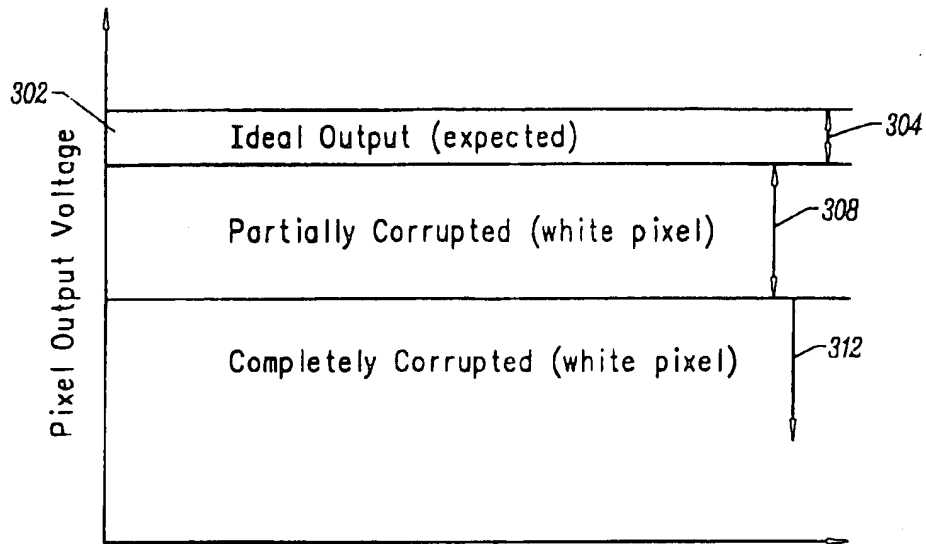 302
Ideal Output (expected)
304
Partially Corrupted (white pixel)
308
Completely Corrupted (white pixel)
312
Pixel Output Voltage